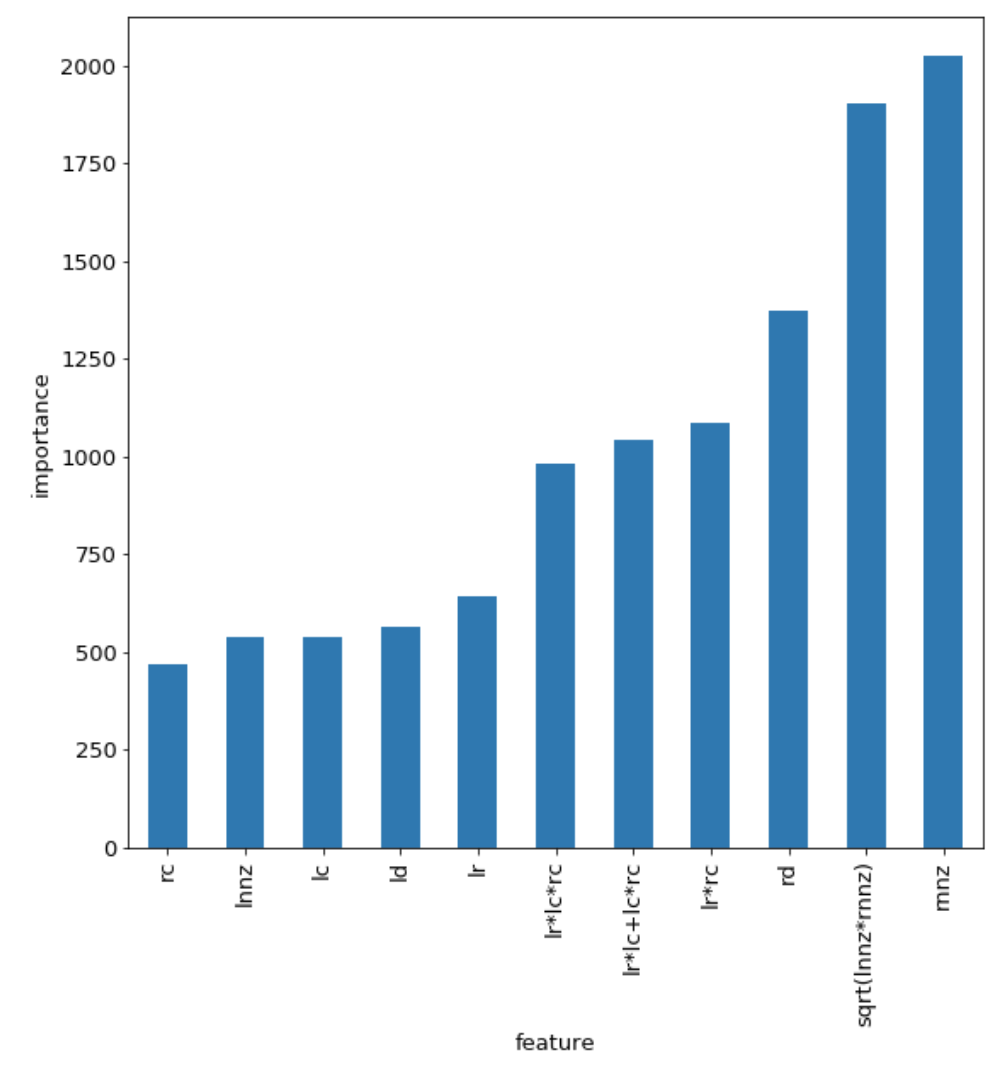 2000
1750
1500
1250
1000
750
500
250
0
importance
rc
lnnz
lc
ld
lr
lr*lc*rc
lr*lc+lc*rc
lr*rc
rd
sqrt(lnnz*rnnz)
rnnz
feature